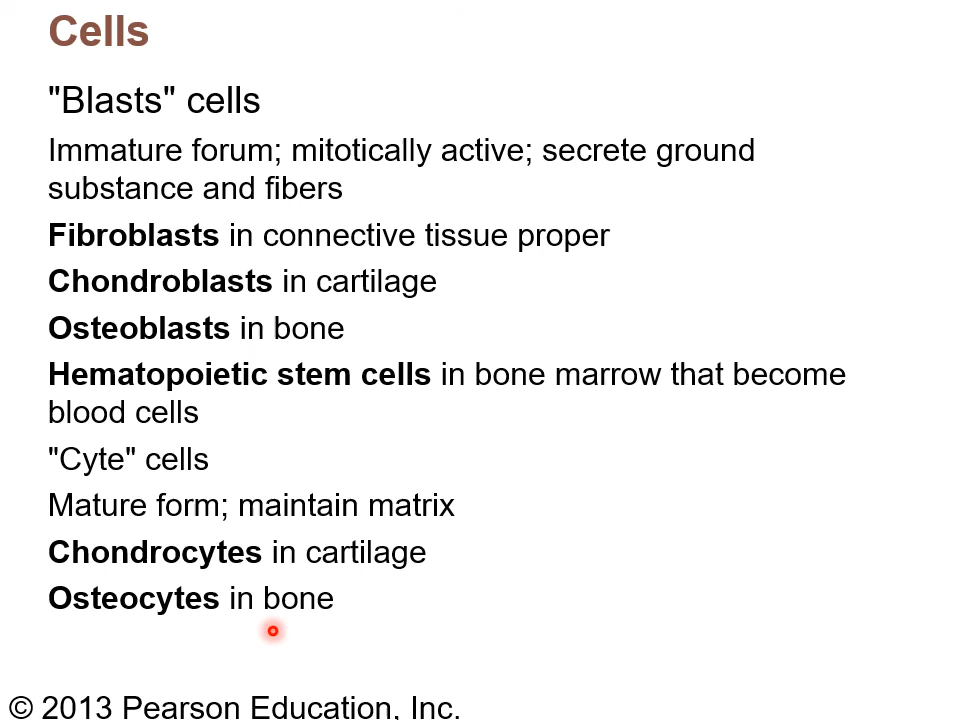 Cells
"Blasts" cells
Immature forum; mitotically active; secrete ground
substance and fibers
Fibroblasts in connective tissue proper
Chondroblasts in cartilage
Osteoblasts in bone
Hematopoietic stem cells in bone marrow that become
blood cells
"Cyte" cells
Mature form; maintain matrix
Chondrocytes in cartilage
Osteocytes in bone
© 2013 Pearson Education, Inc.